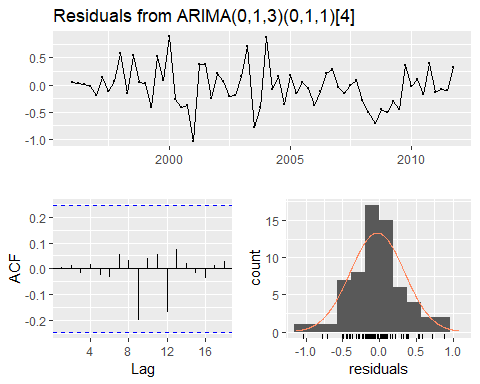 Residuals from ARIMA(0,1,3)(0,1,1)[4]
0.5
0.0
-0.5
-1.0
2000 2005 2010
ACF
0.2
0.1
0.0
-0.1
-0.2
4 8 12 16
Lag
count
15
10
5
0
-1.0 -0.5 0.0 0.5 1.0
residuals